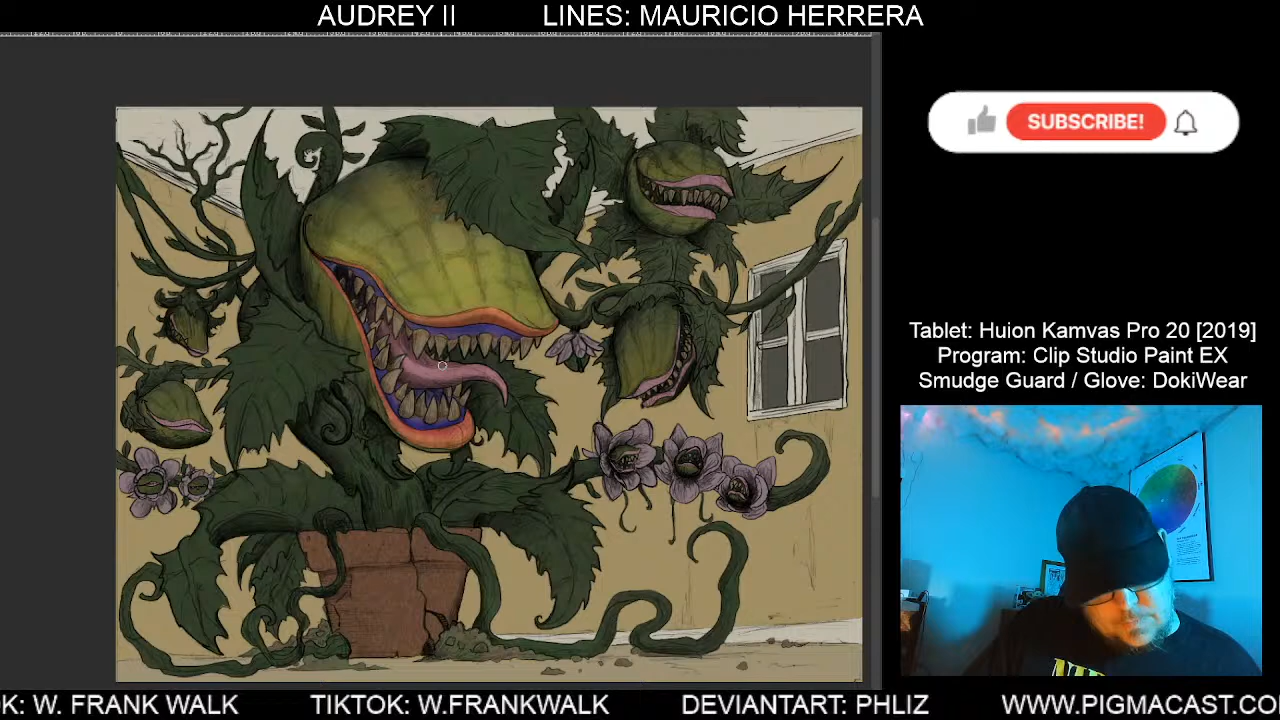 AUDREY II LINES: MAURICIO HERRERA
SUBSCRIBE!
Tablet: Huion Kamvas Pro 20 [2019]
Program: Clip Studio Paint EX
Smudge Guard / Glove: DokiWear
OK: W. FRANK WALK TIKTOK: W.FRANKWALK DEVIANTART: PHLIZ WWW.PIGMACAST.CO